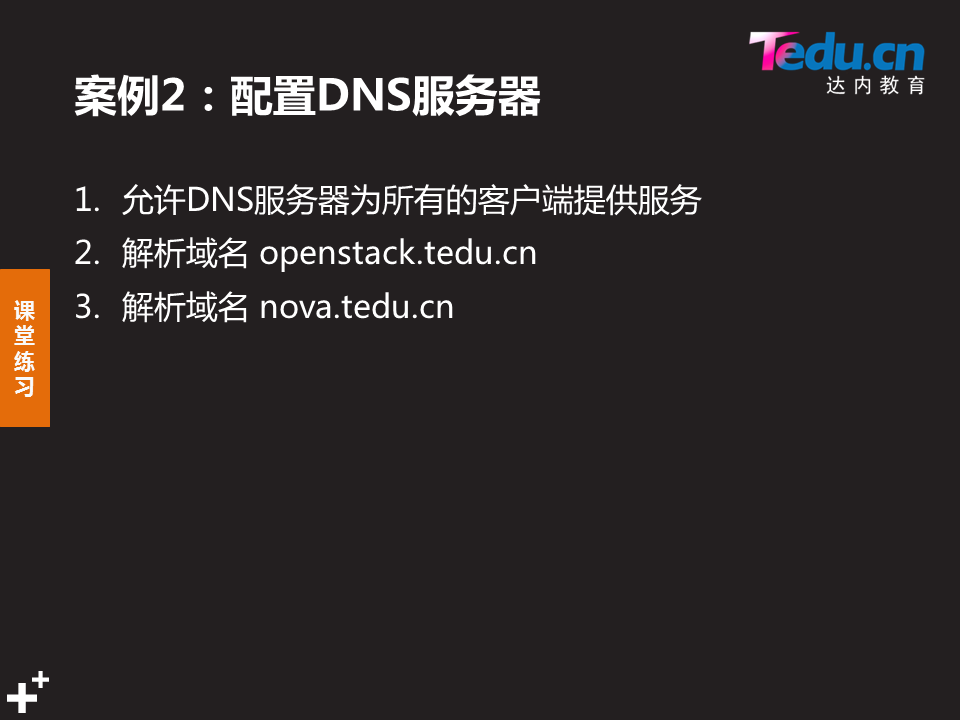 Tedu.cn
达内教育
案例2：配置DNS服务器
1. 允许DNS服务器为所有的客户端提供服务
2. 解析域名 openstack.tedu.cn
3. 解析域名 nova.tedu.cn
课
堂
练
习